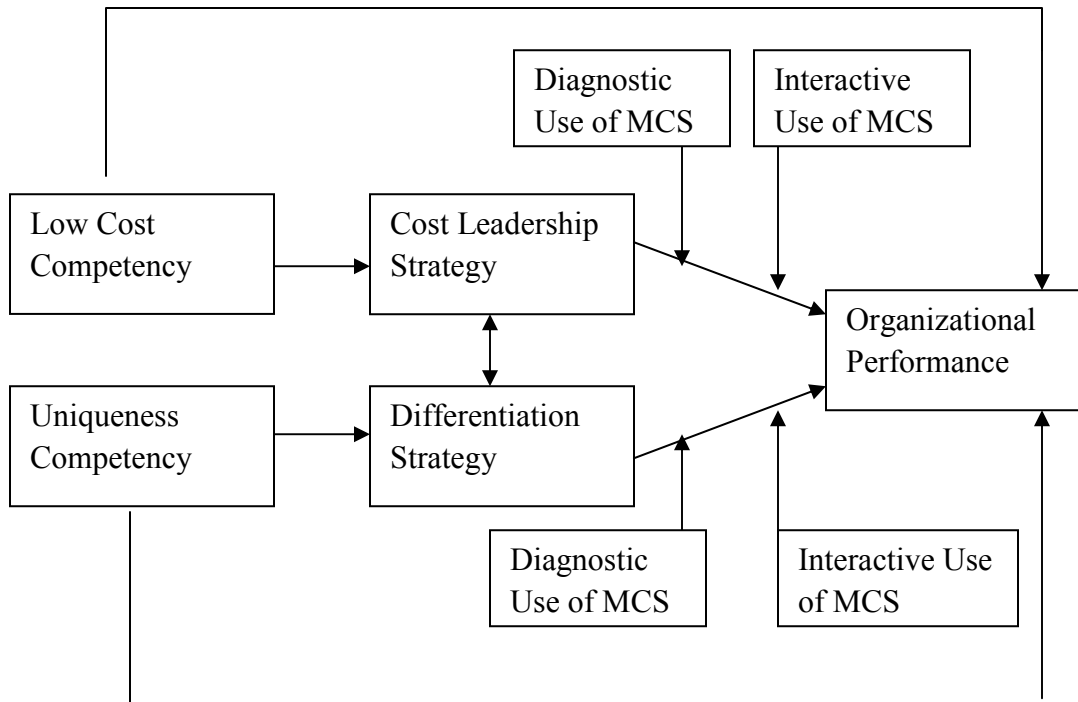 Diagnostic
Use of MCS
Interactive
Use of MCS
Low Cost
Competency
Cost Leadership
Strategy
Organizational
Performance
Uniqueness
Competency
Differentiation
Strategy
Diagnostic
Use of MCS
Interactive Use
of MCS